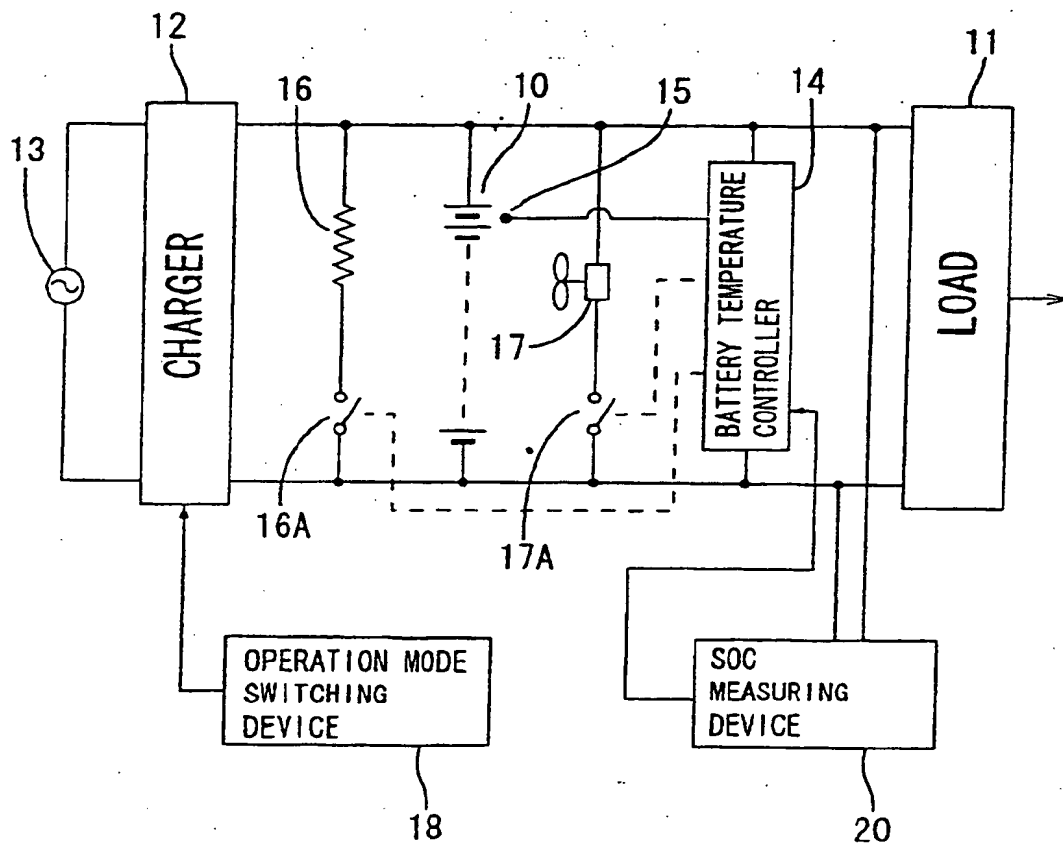 12
16
10
15
14
11
13
CHARGER
BATTERY TEMPERATURE
CONTROLLER
LOAD
17
16A
17A
OPERATION MODE
SWITCHING
DEVICE
SOC
MEASURING
DEVICE
18
20